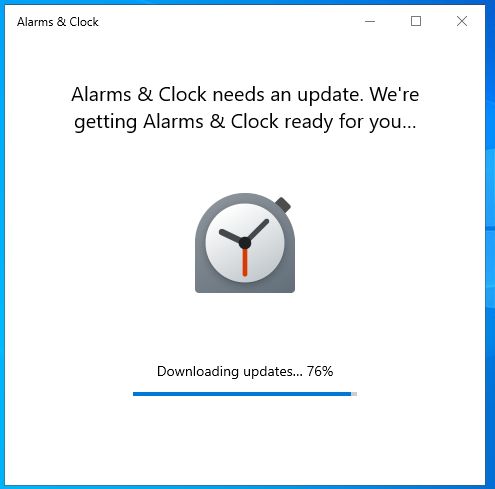 Alarms & Clock
Alarms & Clock needs an update. We're
getting Alarms & Clock ready for you...
Downloading updates... 76%